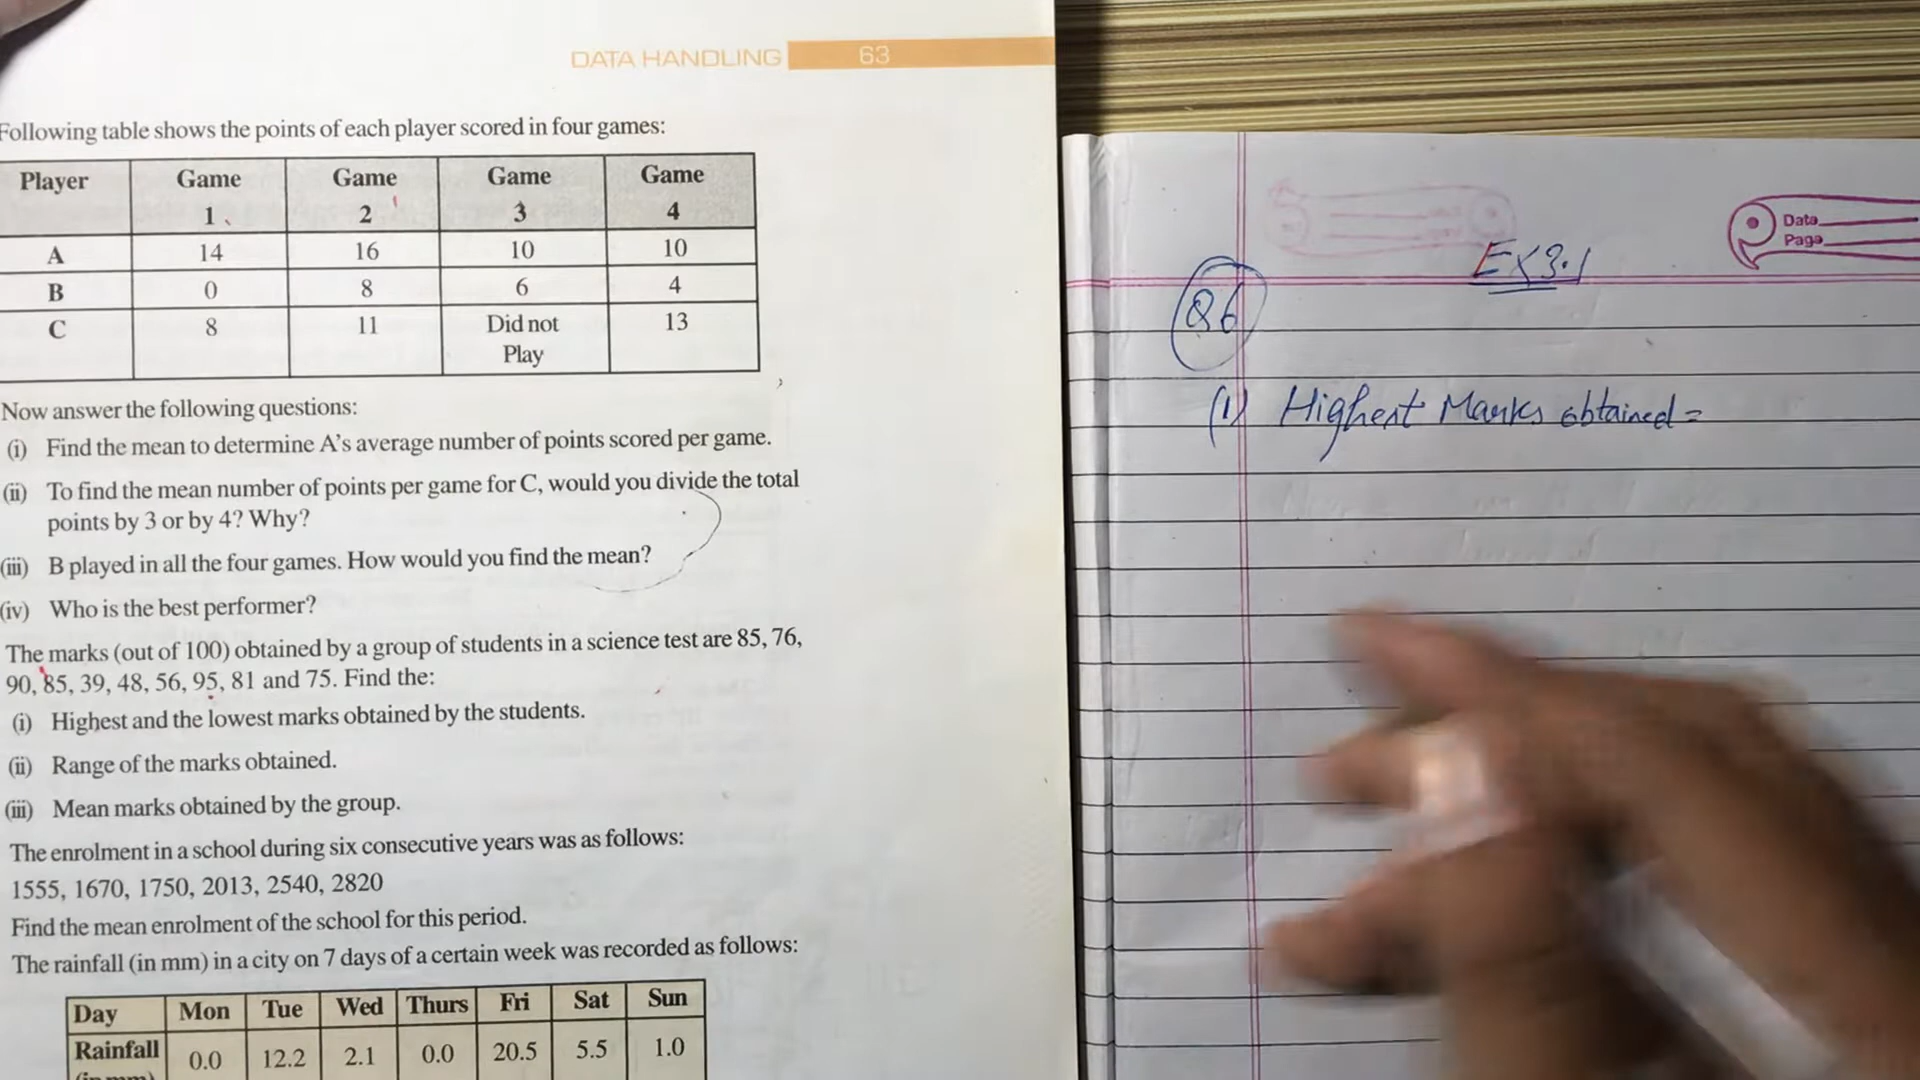 DATA HANDLING 63
Following table shows the points of each player scored in four games:
Player Game 1 Game 2 Game 3 Game 4
A 14 16 10 10
B 0 8 6 4
C 8 11 Did not Play 13
Now answer the following questions:
(i) Find the mean to determine A's average number of points scored per game.
(ii) To find the mean number of points per game for C, would you divide the total
points by 3 or by 4? Why?
(iii) B played in all the four games. How would you find the mean?
(iv) Who is the best performer?
The marks (out of 100) obtained by a group of students in a science test are 85, 76,
90, 85, 39, 48, 56, 95, 81 and 75. Find the:
(i) Highest and the lowest marks obtained by the students.
(ii) Range of the marks obtained.
(iii) Mean marks obtained by the group.
The enrolment in a school during six consecutive years was as follows:
1555, 1670, 1750, 2013, 2540, 2820
Find the mean enrolment of the school for this period.
The rainfall (in mm) in a city on 7 days of a certain week was recorded as follows:
Day Mon Tue Wed Thurs Fri Sat Sun
Rainfall 0.0 12.2 2.1 0.0 20.5 5.5 1.0
(in mm)
Date
Page
Ex 3.1
Q6
(1) Highest Marks obtained =